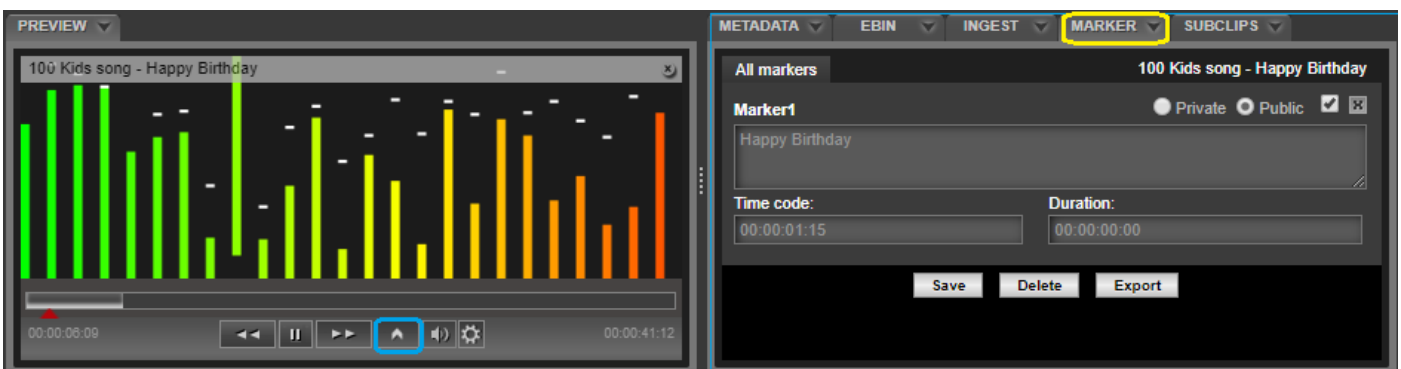 PREVIEW
100 Kids song - Happy Birthday
00:00:06:09
00:00:41:12
METADATA EBIN INGEST MARKER SUBCLIPS
All markers 100 Kids song - Happy Birthday
Marker1 Private Public
Happy Birthday
Time code: Duration:
00:00:01:15 00:00:00:00
Save Delete Export